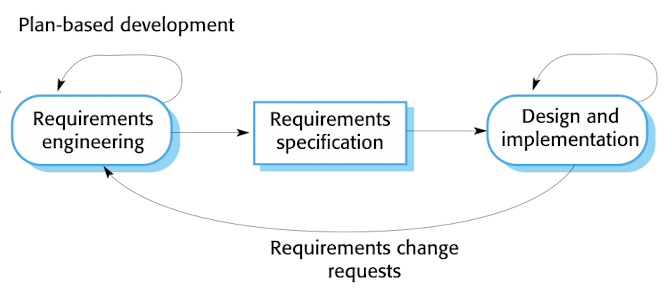 Plan-based development
Requirements
engineering
Requirements
specification
Design and
implementation
Requirements change
requests